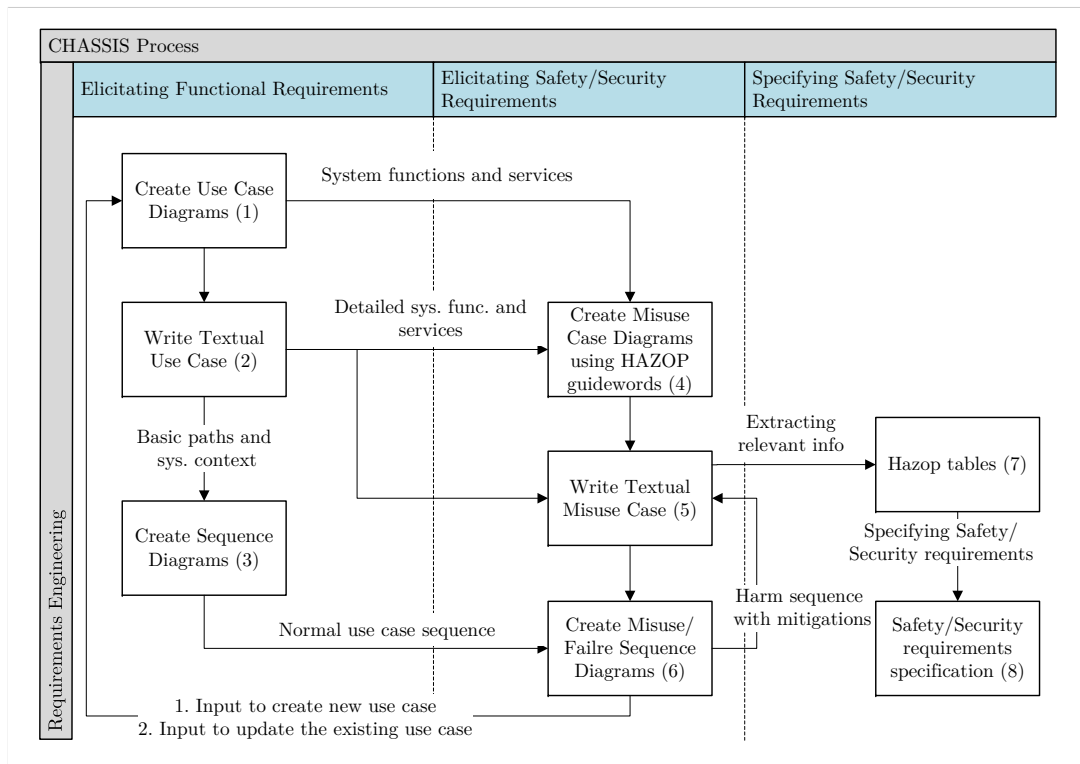 CHASSIS Process
Requirements Engineering
Elicitating Functional Requirements
Elicitating Safety/Security
Requirements
Specifying Safety/Security
Requirements
Create Use Case
Diagrams (1)
System functions and services
Write Textual
Use Case (2)
Detailed sys. func. and
services
Create Misuse
Case Diagrams
using HAZOP
guidewords (4)
Basic paths and
sys. context
Extracting
relevant info
Write Textual
Misuse Case (5)
Hazop tables (7)
Create Sequence
Diagrams (3)
Specifying Safety/
Security requirements
Harm sequence
with mitigations
Normal use case sequence
Create Misuse/
Failre Sequence
Diagrams (6)
Safety/Security
requirements
specification (8)
1. Input to create new use case
2. Input to update the existing use case